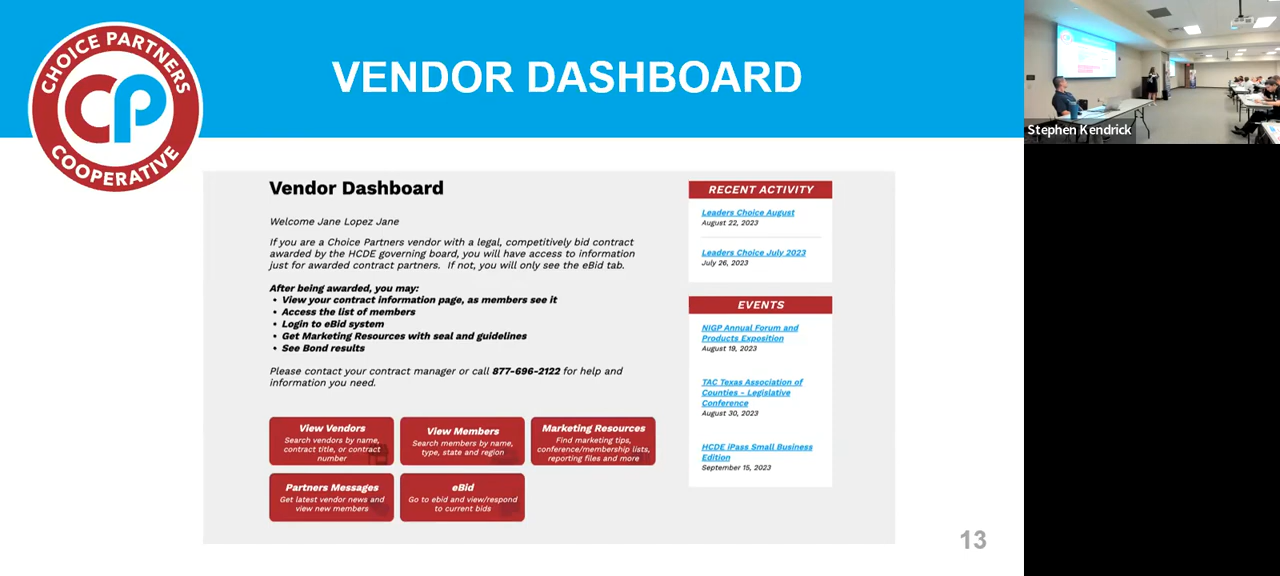 CHOICE PARTNERS
CP
COOPERATIVE
VENDOR DASHBOARD
Stephen Kendrick
Vendor Dashboard
Welcome Jane Lopez Jane
If you are a Choice Partners vendor with a legal, competitively bid contract
awarded by the HCDE governing board, you will have access to information
just for awarded contract partners. If not, you will only see the eBid tab.
After being awarded, you may:
• View your contract information page, as members see it
• Access the list of members
• Login to eBid system
• Get Marketing Resources with seal and guidelines
• See Bond results
Please contact your contract manager or call 877-696-2122 for help and
information you need.
View Vendors
Search vendors by name,
contract title, or contract
number
View Members
Search members by name,
type, state and region
Marketing Resources
Find marketing tips,
conference/membership lists,
reporting files and more
Partners Messages
Get latest vendor news and
view new members
eBid
Go to ebid and view/respond
to current bids
RECENT ACTIVITY
Leaders Choice August
August 22, 2023
Leaders Choice July 2023
July 26, 2023
EVENTS
NIGP Annual Forum and
Products Exposition
August 19, 2023
TAC Texas Association of
Counties - Legislative
Conference
August 30, 2023
HCDE iPass Small Business
Edition
September 15, 2023
13